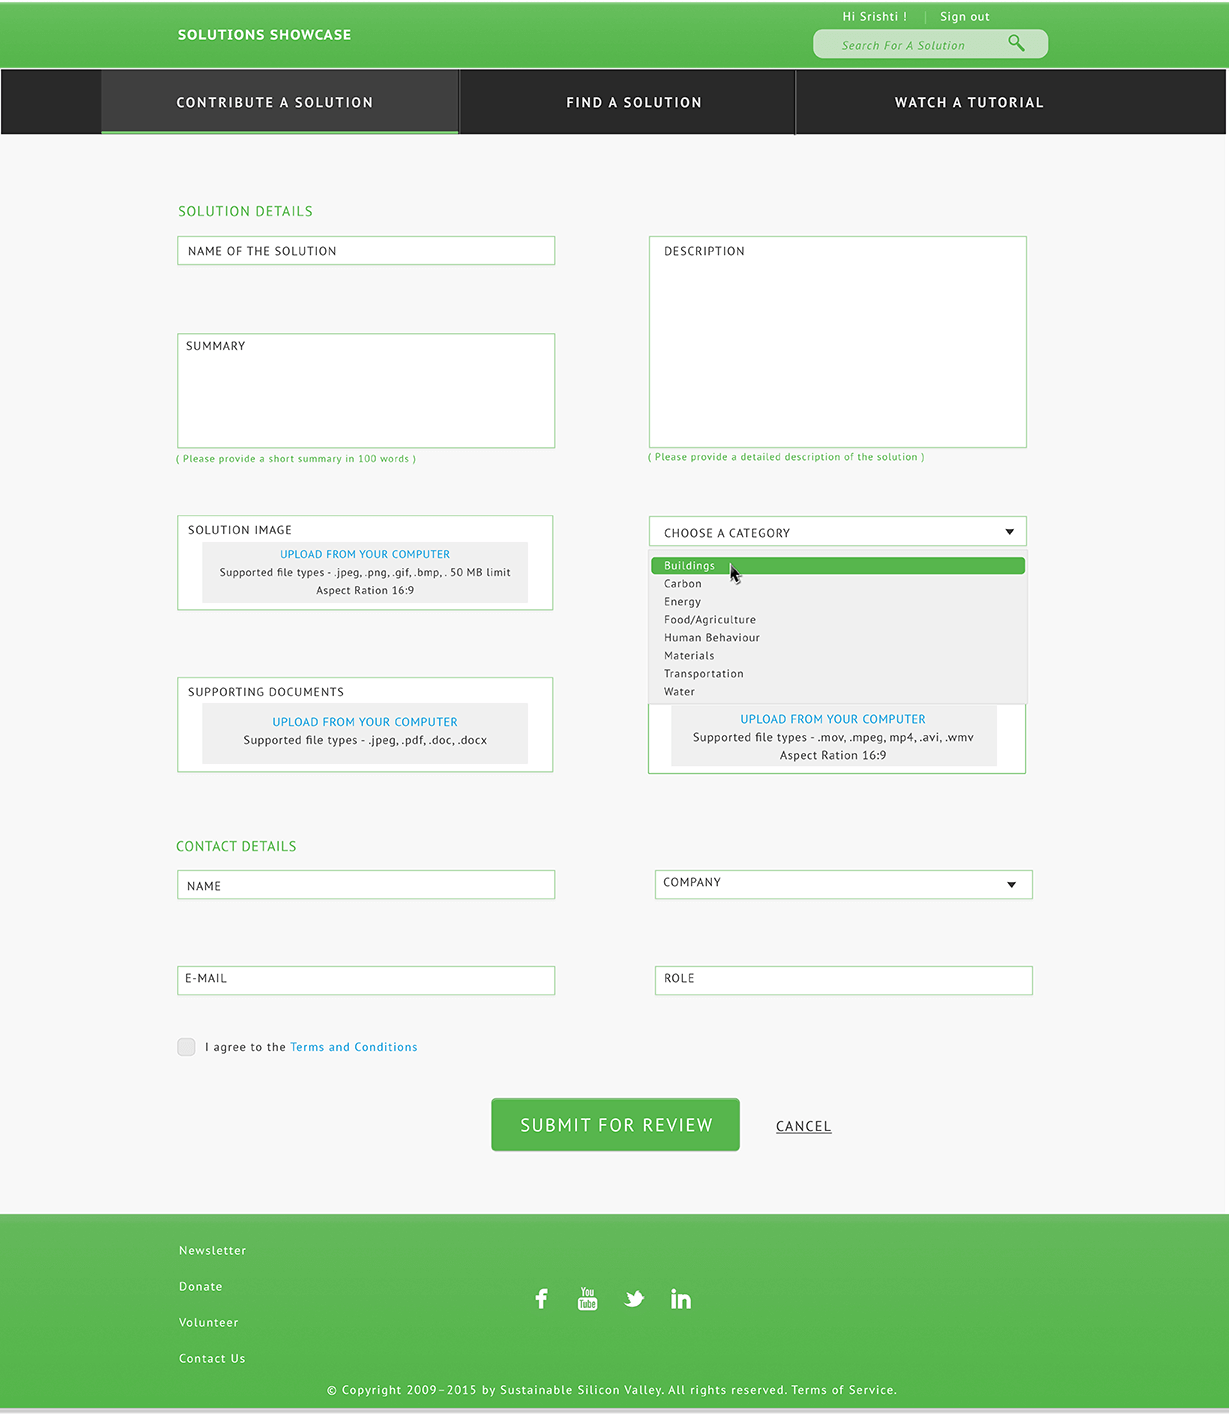 Hi Srishti !
Sign out
SOLUTIONS SHOWCASE
Search For A Solution
CONTRIBUTE A SOLUTION
FIND A SOLUTION
WATCH A TUTORIAL
SOLUTION DETAILS
NAME OF THE SOLUTION
DESCRIPTION
SUMMARY
( Please provide a short summary in 100 words )
( Please provide a detailed description of the solution )
SOLUTION IMAGE
UPLOAD FROM YOUR COMPUTER
Supported file types - .jpeg, .png, .gif, .bmp, . 50 MB limit
Aspect Ration 16:9
CHOOSE A CATEGORY
Buildings
Carbon
Energy
Food/Agriculture
Human Behaviour
Materials
Transportation
Water
SUPPORTING DOCUMENTS
UPLOAD FROM YOUR COMPUTER
Supported file types - .jpeg, .pdf, .doc, .docx
UPLOAD FROM YOUR COMPUTER
Supported file types - .mov, .mpeg, mp4, .avi, .wmv
Aspect Ration 16:9
CONTACT DETAILS
NAME
COMPANY
E-MAIL
ROLE
I agree to the Terms and Conditions
SUBMIT FOR REVIEW
CANCEL
Newsletter
Donate
Volunteer
Contact Us
f
You
Tube
in
© Copyright 2009–2015 by Sustainable Silicon Valley. All rights reserved. Terms of Service.